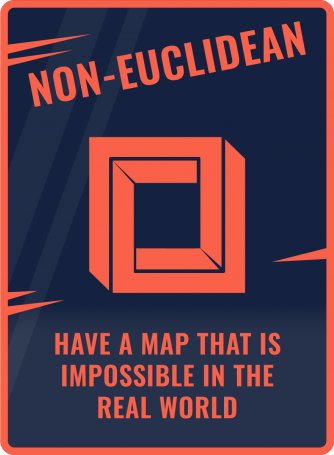 NON-EUCLIDEAN
HAVE A MAP THAT IS
IMPOSSIBLE IN THE
REAL WORLD